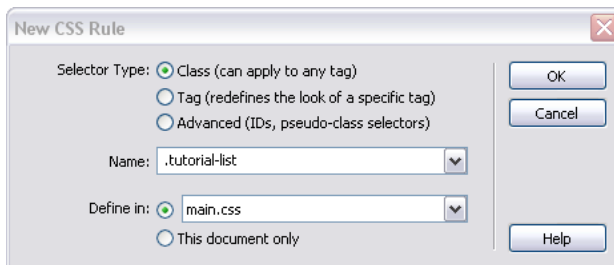 New CSS Rule
Selector Type: Class (can apply to any tag)
Tag (redefines the look of a specific tag)
Advanced (IDs, pseudo-class selectors)
Name: .tutorial-list
Define in: main.css
This document only
OK
Cancel
Help